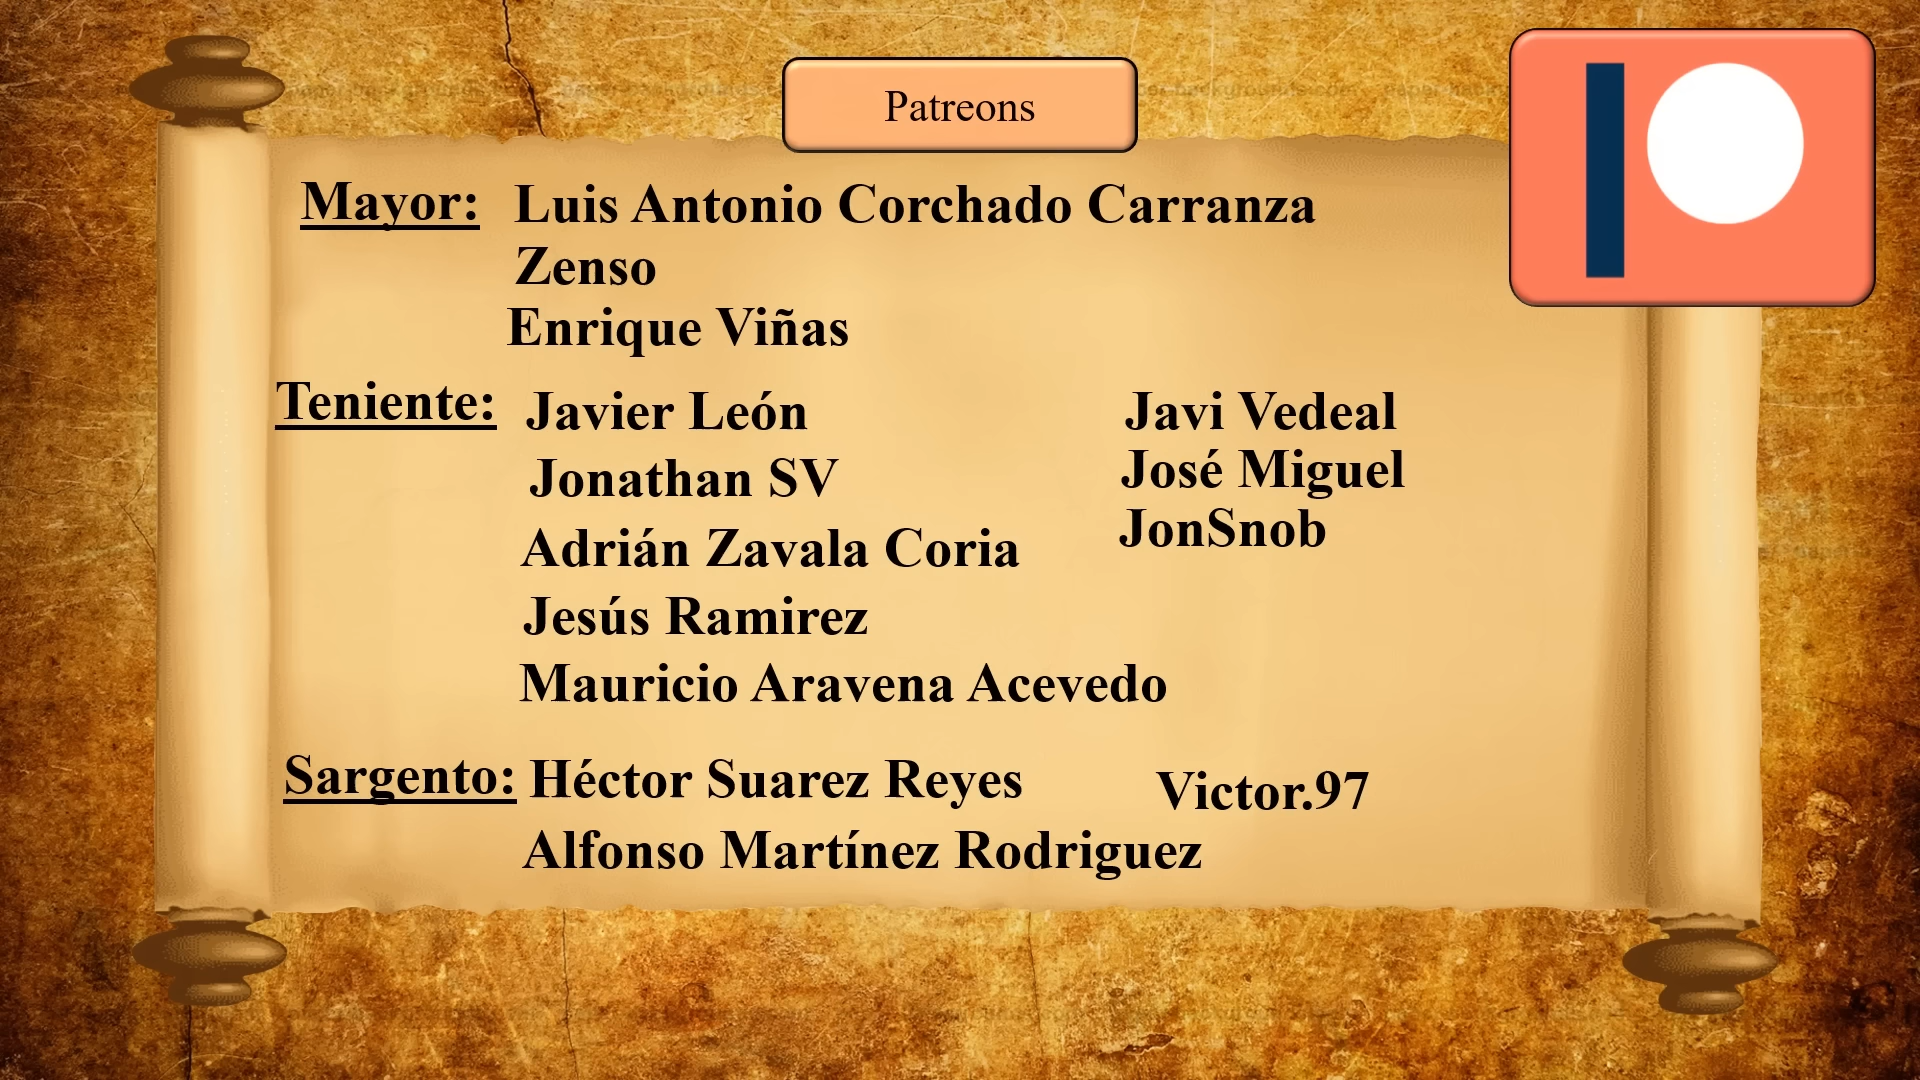 Patreons
Mayor: Luis Antonio Corchado Carranza
Zenso
Enrique Viñas
Teniente: Javier León
Jonathan SV
Adrián Zavala Coria
Jesús Ramirez
Mauricio Aravena Acevedo
Javi Vedeal
José Miguel
JonSnob
Sargento: Héctor Suarez Reyes
Alfonso Martínez Rodriguez
Victor.97